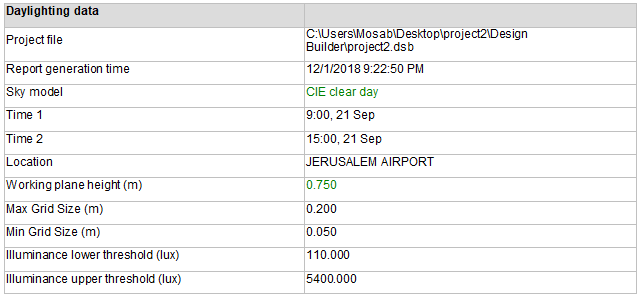 Daylighting data
Project file C:\Users\Mosab\Desktop\project2\Design
Builder\project2.dsb
Report generation time 12/1/2018 9:22:50 PM
Sky model CIE clear day
Time 1 9:00, 21 Sep
Time 2 15:00, 21 Sep
Location JERUSALEM AIRPORT
Working plane height (m) 0.750
Max Grid Size (m) 0.200
Min Grid Size (m) 0.050
Illuminance lower threshold (lux) 110.000
Illuminance upper threshold (lux) 5400.000